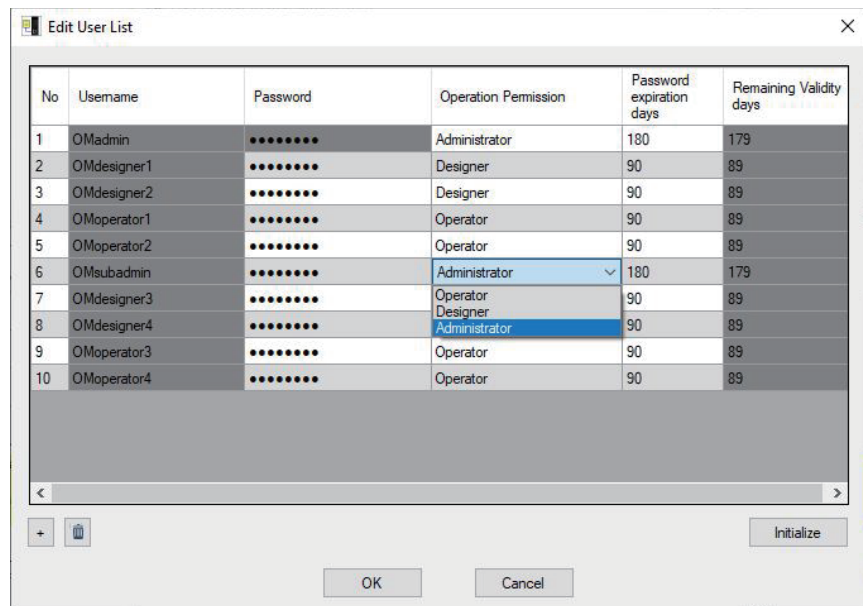 Edit User List
No Username Password Operation Permission Password expiration days Remaining Validity days
1 OMadmin ●●●●●●●● Administrator 180 179
2 OMdesigner1 ●●●●●●●● Designer 90 89
3 OMdesigner2 ●●●●●●●● Designer 90 89
4 OMoperator1 ●●●●●●●● Operator 90 89
5 OMoperator2 ●●●●●●●● Operator 90 89
6 OMsubadmin ●●●●●●●● Administrator 180 179
7 OMdesigner3 ●●●●●●●● Operator 90 89
Designer
8 OMdesigner4 ●●●●●●●● Administrator 90 89
9 OMoperator3 ●●●●●●●● Operator 90 89
10 OMoperator4 ●●●●●●●● Operator 90 89
+ Initialize
OK Cancel